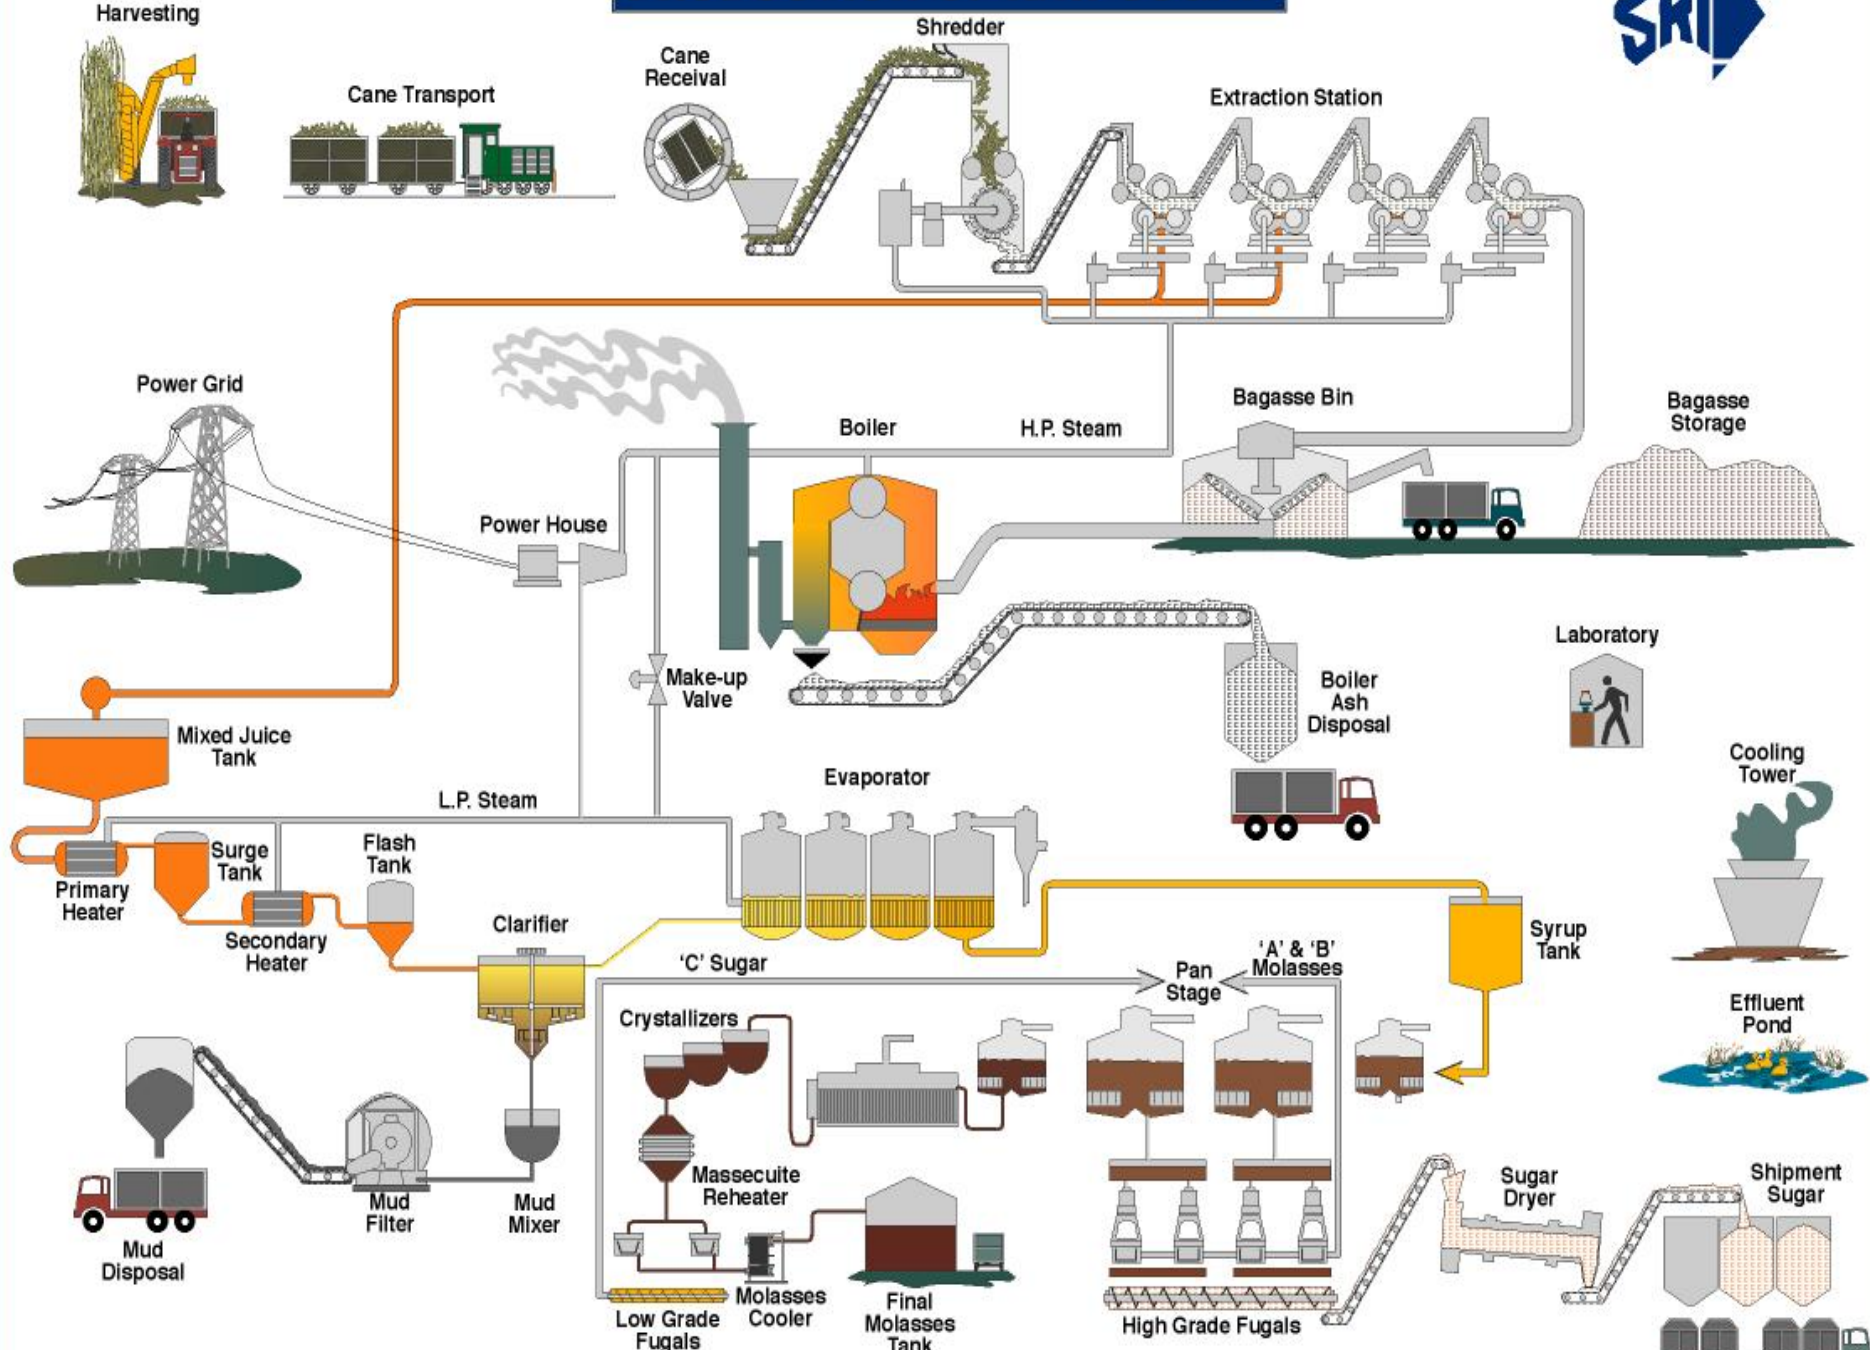 Harvesting
Cane Transport
Cane
Receival
Shredder
Extraction Station
SRI
Power Grid
Power House
Boiler
H.P. Steam
Bagasse Bin
Bagasse
Storage
Make-up
Valve
Boiler
Ash
Disposal
Laboratory
Cooling
Tower
Mixed Juice
Tank
L.P. Steam
Evaporator
Primary
Heater
Surge
Tank
Secondary
Heater
Flash
Tank
Clarifier
'C' Sugar
Pan
Stage
'A' & 'B'
Molasses
Syrup
Tank
Effluent
Pond
Crystallizers
Massecuite
Reheater
Mud
Disposal
Mud
Filter
Mud
Mixer
Low Grade
Fugals
Molasses
Cooler
Final
Molasses
Tank
High Grade Fugals
Sugar
Dryer
Shipment
Sugar